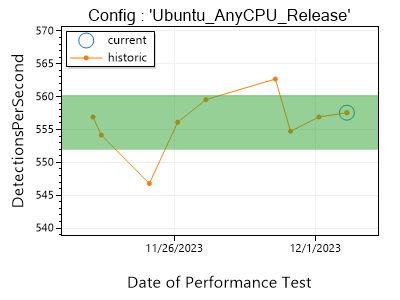 Config : 'Ubuntu_AnyCPU_Release'
current
historic
570
565
560
555
550
545
540
DetectionsPerSecond
11/26/2023
12/1/2023
Date of Performance Test